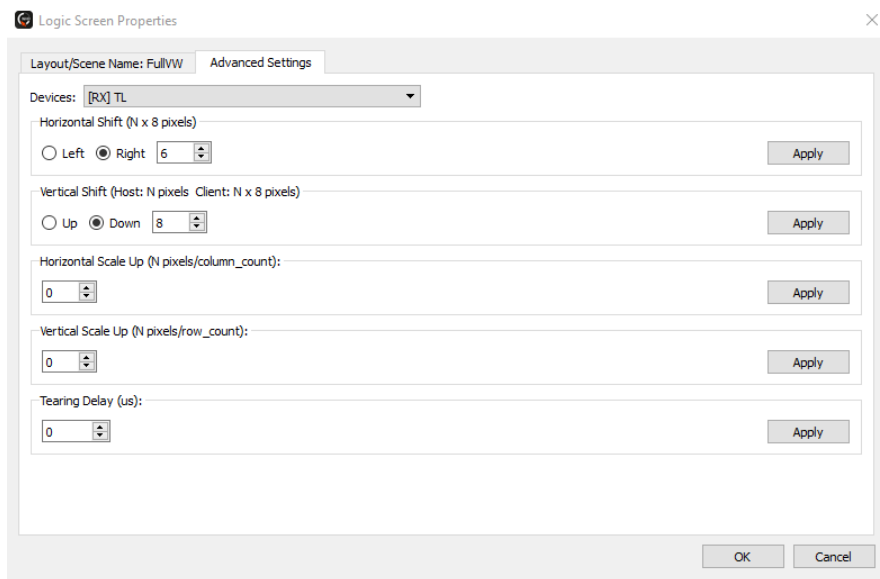 Logic Screen Properties
Layout/Scene Name: FullVW Advanced Settings
Devices: [RX] TL
Horizontal Shift (N x 8 pixels)
Left Right 6 Apply
Vertical Shift (Host: N pixels Client: N x 8 pixels)
Up Down 8 Apply
Horizontal Scale Up (N pixels/column_count):
0 Apply
Vertical Scale Up (N pixels/row_count):
0 Apply
Tearing Delay (us):
0 Apply
OK Cancel